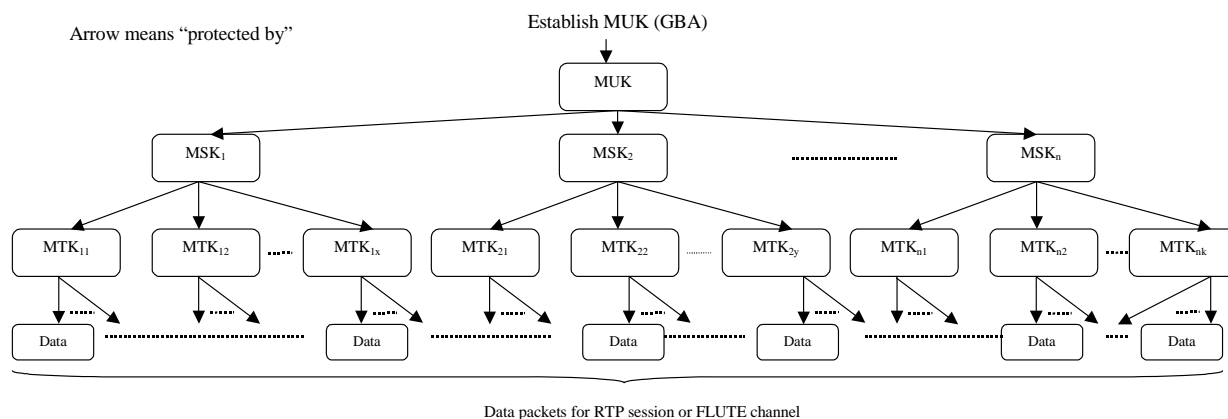 Establish MUK (GBA)
Arrow means “protected by”
MUK
MSK₁
MSK₂
MSKₙ
MTK₁₁
MTK₁₂
MTK₁ₓ
MTK₂₁
MTK₂₂
MTK₂y
MTKₙ₁
MTKₙ₂
MTKₙₖ
Data
Data
Data
Data
Data
Data
Data packets for RTP session or FLUTE channel